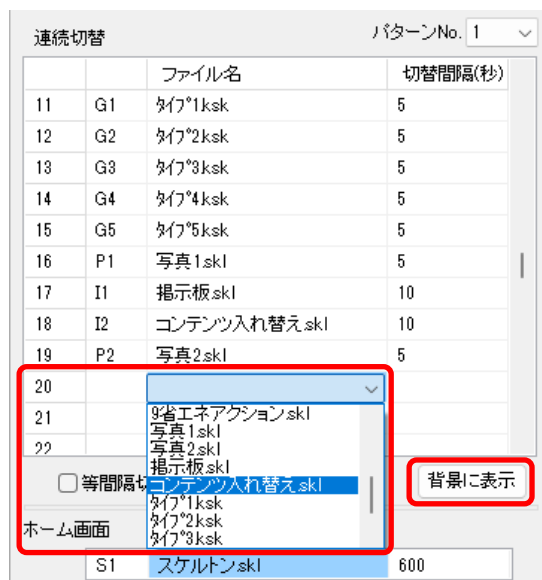 連続切替 パターンNo. 1
ファイル名 切替間隔(秒)
11 G1 ﾀｲﾌﾟ1.ksk 5
12 G2 ﾀｲﾌﾟ2.ksk 5
13 G3 ﾀｲﾌﾟ3.ksk 5
14 G4 ﾀｲﾌﾟ4.ksk 5
15 G5 ﾀｲﾌﾟ5.ksk 5
16 P1 写真1.skl 5
17 I1 掲示板.skl 10
18 I2 コンテンツ入れ替え.skl 10
19 P2 写真2.skl 5
20
21 9省エネアクション.skl
写真1.skl
写真2.skl
22 掲示板.skl
等間隔切 コンテンツ入れ替え.skl 背景に表示
ﾀｲﾌﾟ1.ksk
ﾀｲﾌﾟ2.ksk
ホーム画面 ﾀｲﾌﾟ3.ksk
S1 スケルトン.skl 600